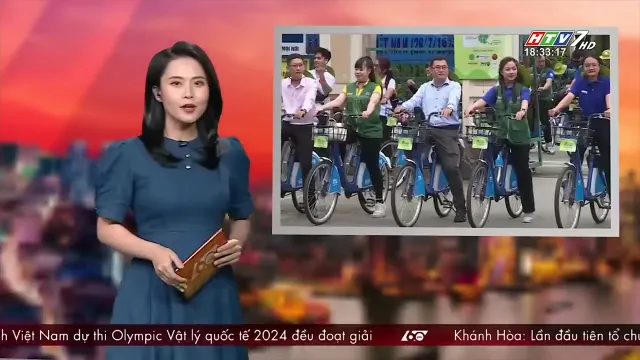 HTV7 HD
18:33:17
h Việt Nam dự thi Olympic Vật lý quốc tế 2024 đều đoạt giải
60
Khánh Hòa: Lần đầu tiên tổ ch